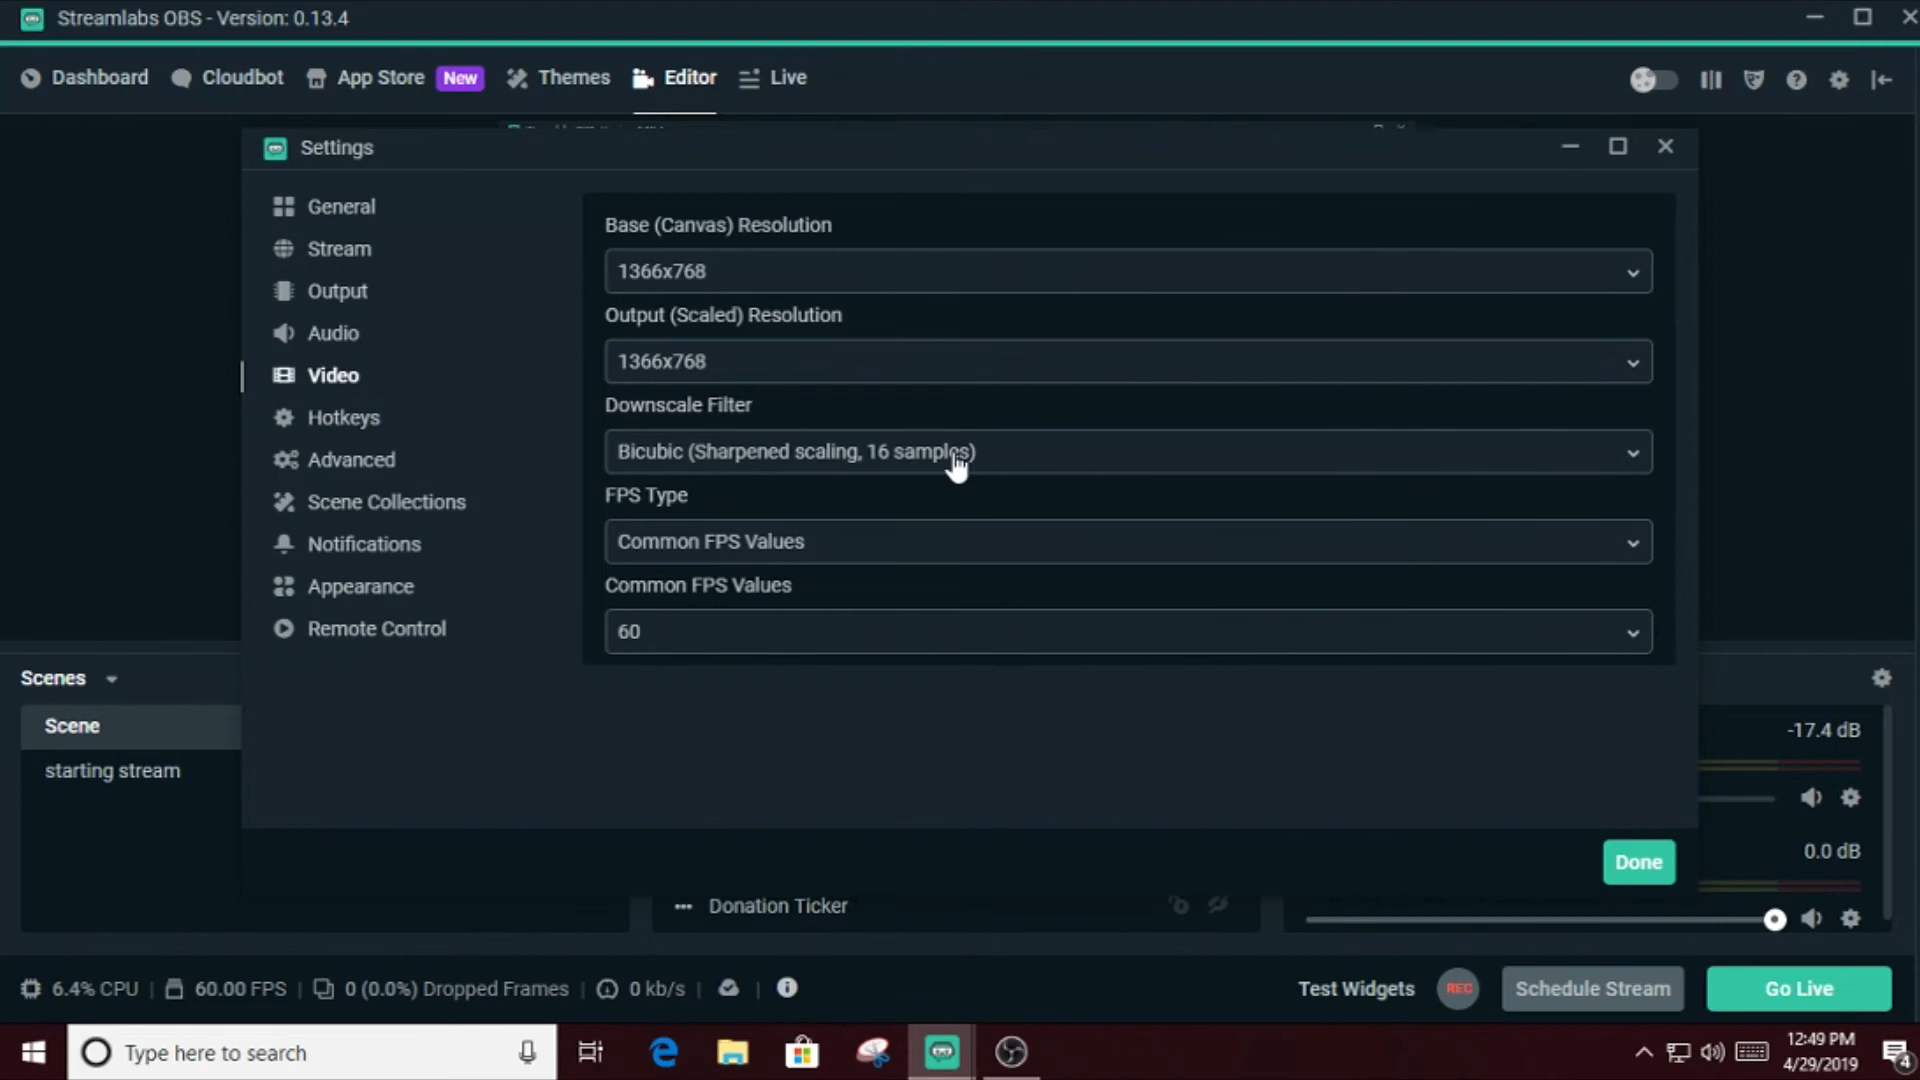 Streamlabs OBS - Version: 0.13.4
Dashboard Cloudbot App Store New Themes Editor Live
Settings
General
Stream
Output
Audio
Video
Hotkeys
Advanced
Scene Collections
Notifications
Appearance
Remote Control
Base (Canvas) Resolution
1366x768
Output (Scaled) Resolution
1366x768
Downscale Filter
Bicubic (Sharpened scaling, 16 samples)
FPS Type
Common FPS Values
Common FPS Values
60
Done
Scenes
Scene
starting stream
Donation Ticker
-17.4 dB
0.0 dB
6.4% CPU | 60.00 FPS | 0 (0.0%) Dropped Frames | 0 kb/s | |
Test Widgets REC Schedule Stream Go Live
Type here to search
12:49 PM
4/29/2019
4